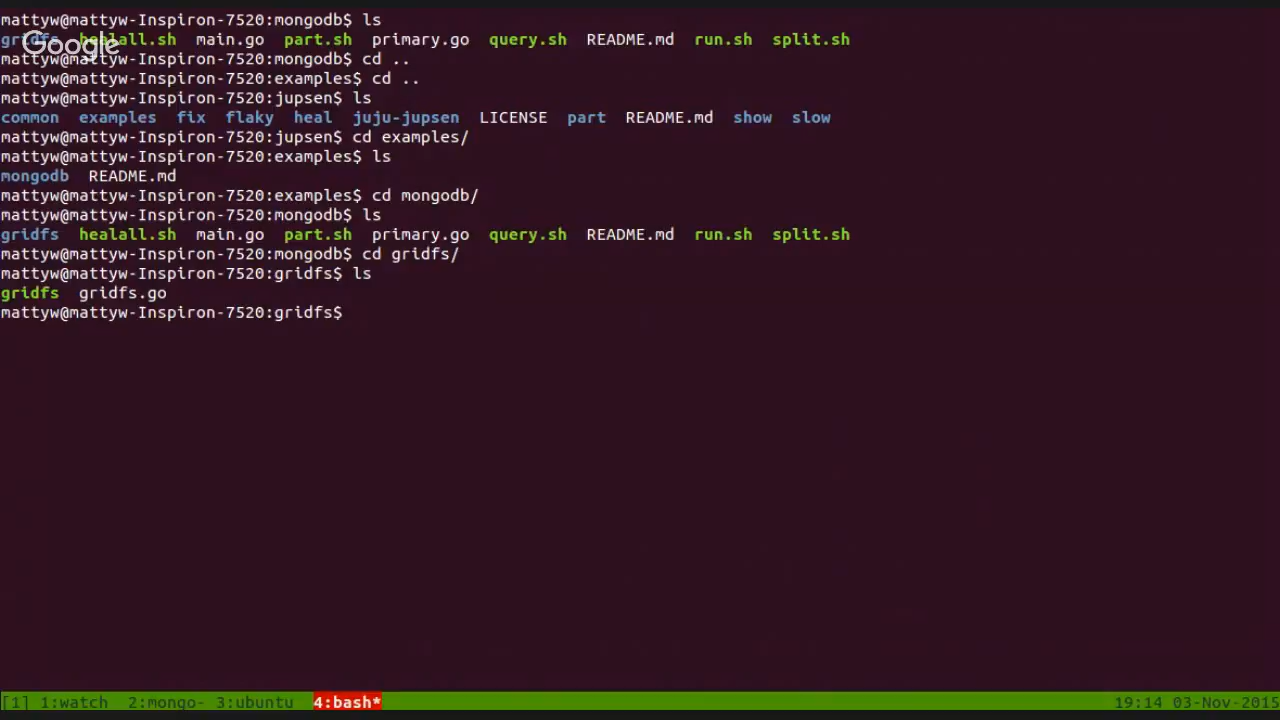 mattyw@mattyw-Inspiron-7520:mongodb$ ls
gridfs healall.sh main.go part.sh primary.go query.sh README.md run.sh split.sh
Google
mattyw@mattyw-Inspiron-7520:mongodb$ cd ..
mattyw@mattyw-Inspiron-7520:examples$ cd ..
mattyw@mattyw-Inspiron-7520:jupsen$ ls
common examples fix flaky heal juju-jupsen LICENSE part README.md show slow
mattyw@mattyw-Inspiron-7520:jupsen$ cd examples/
mattyw@mattyw-Inspiron-7520:examples$ ls
mongodb README.md
mattyw@mattyw-Inspiron-7520:examples$ cd mongodb/
mattyw@mattyw-Inspiron-7520:mongodb$ ls
gridfs healall.sh main.go part.sh primary.go query.sh README.md run.sh split.sh
mattyw@mattyw-Inspiron-7520:mongodb$ cd gridfs/
mattyw@mattyw-Inspiron-7520:gridfs$ ls
gridfs gridfs.go
mattyw@mattyw-Inspiron-7520:gridfs$
[1] 1:watch 2:mongo- 3:ubuntu 4:bash* 19:14 03-Nov-2015